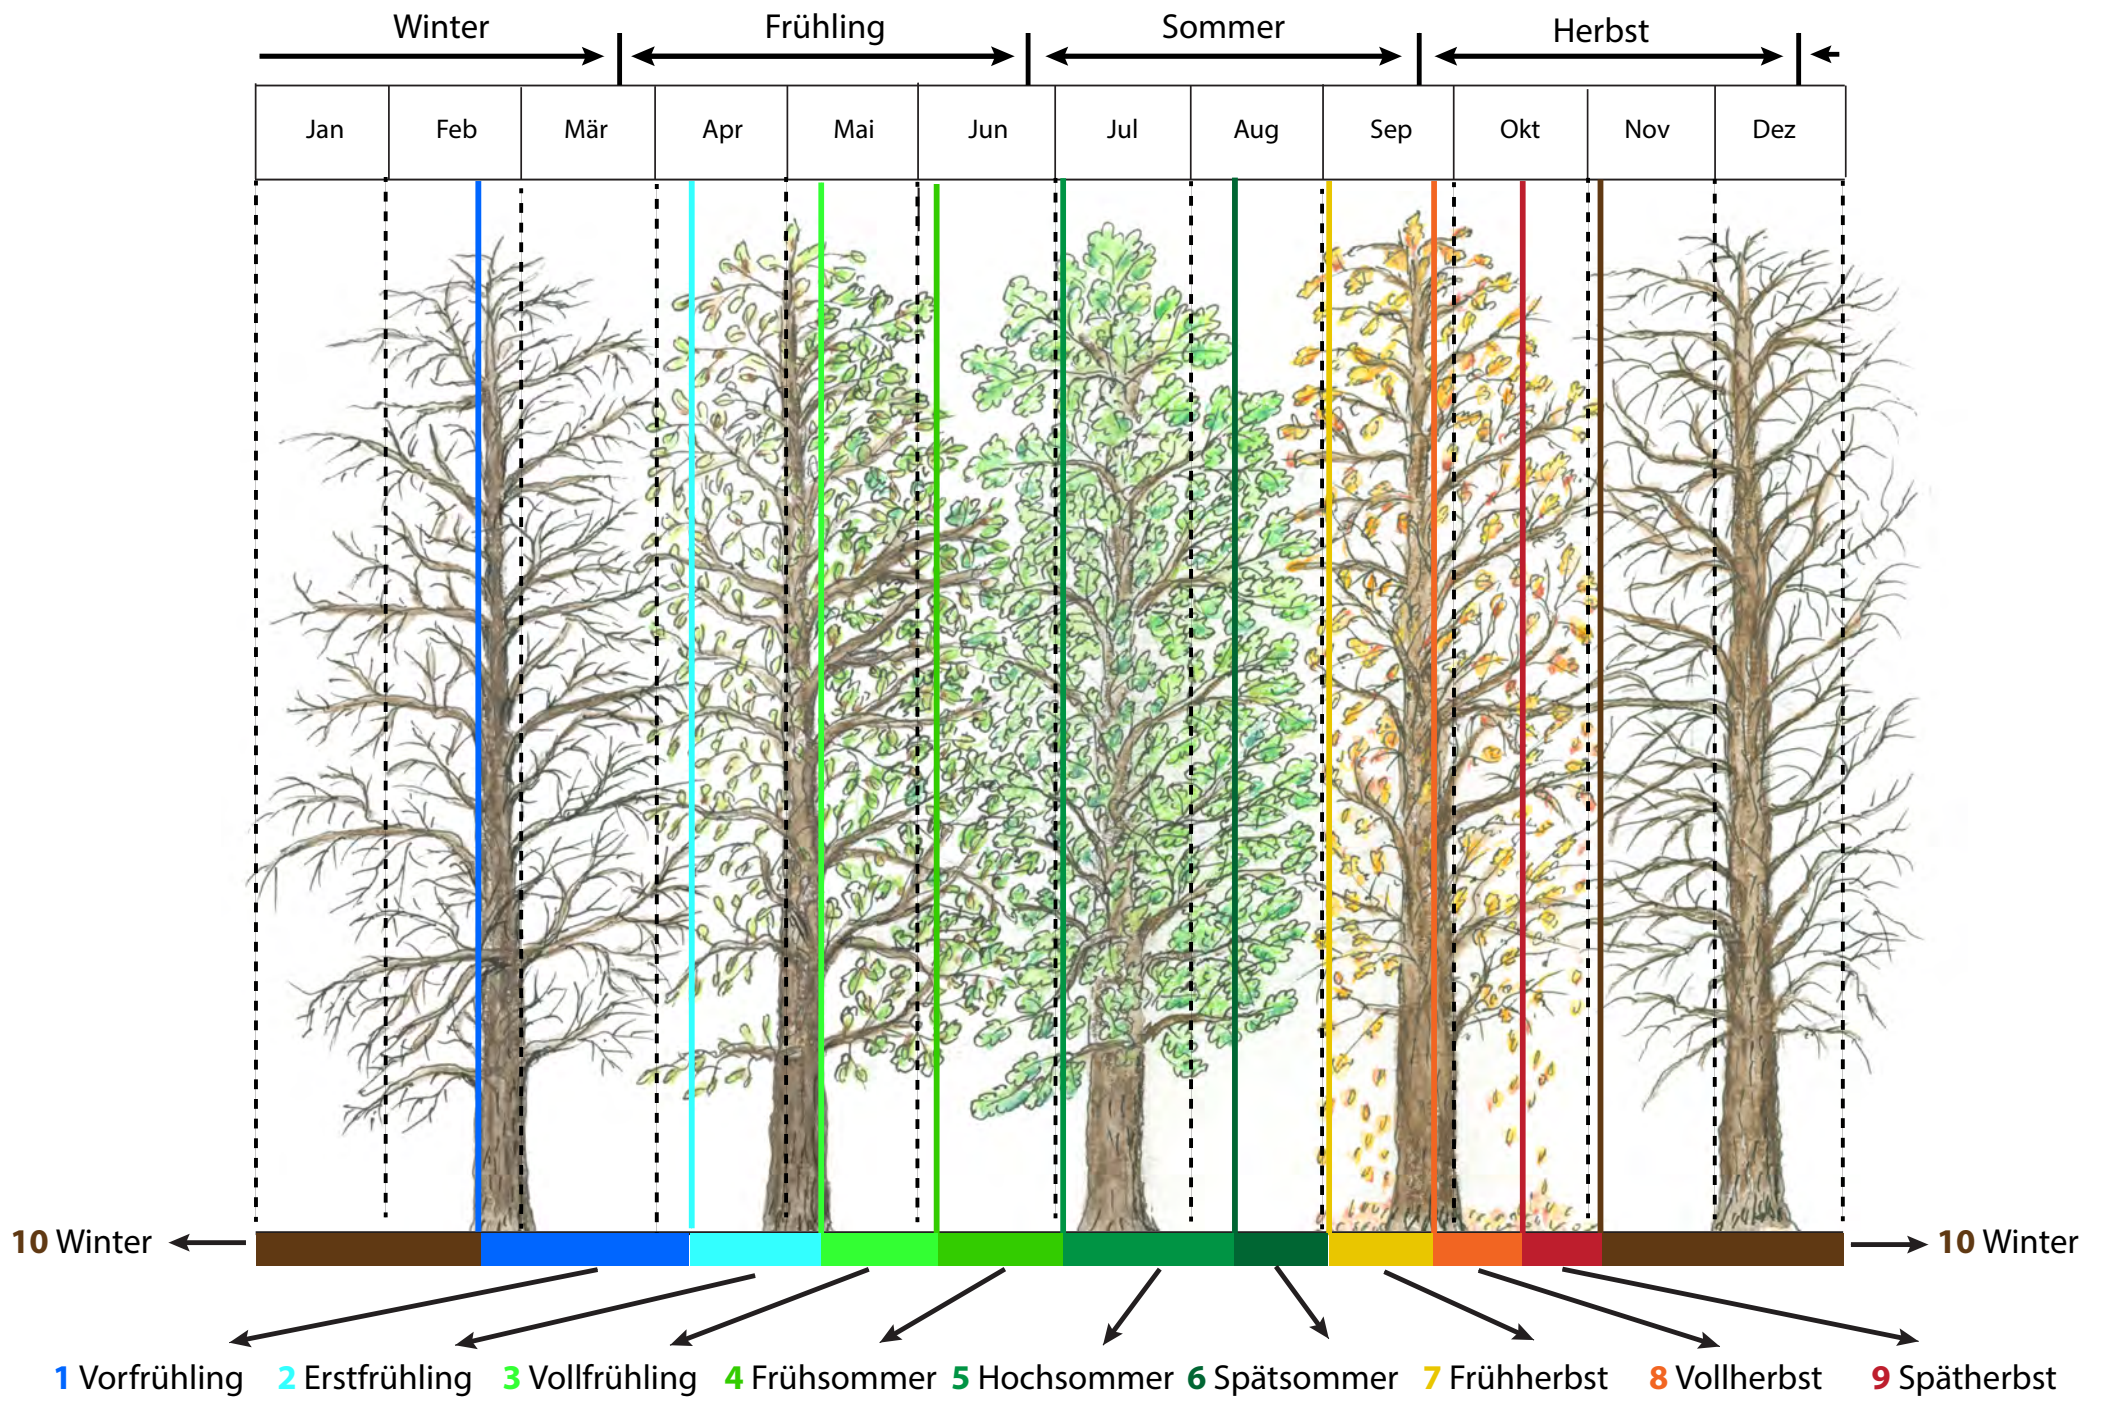 Winter Frühling Sommer Herbst
Jan Feb Mär Apr Mai Jun Jul Aug Sep Okt Nov Dez
10 Winter 10 Winter
1 Vorfrühling 2 Erstfrühling 3 Vollfrühling 4 Frühsommer 5 Hochsommer 6 Spätsommer 7 Frühherbst 8 Vollherbst 9 Spätherbst